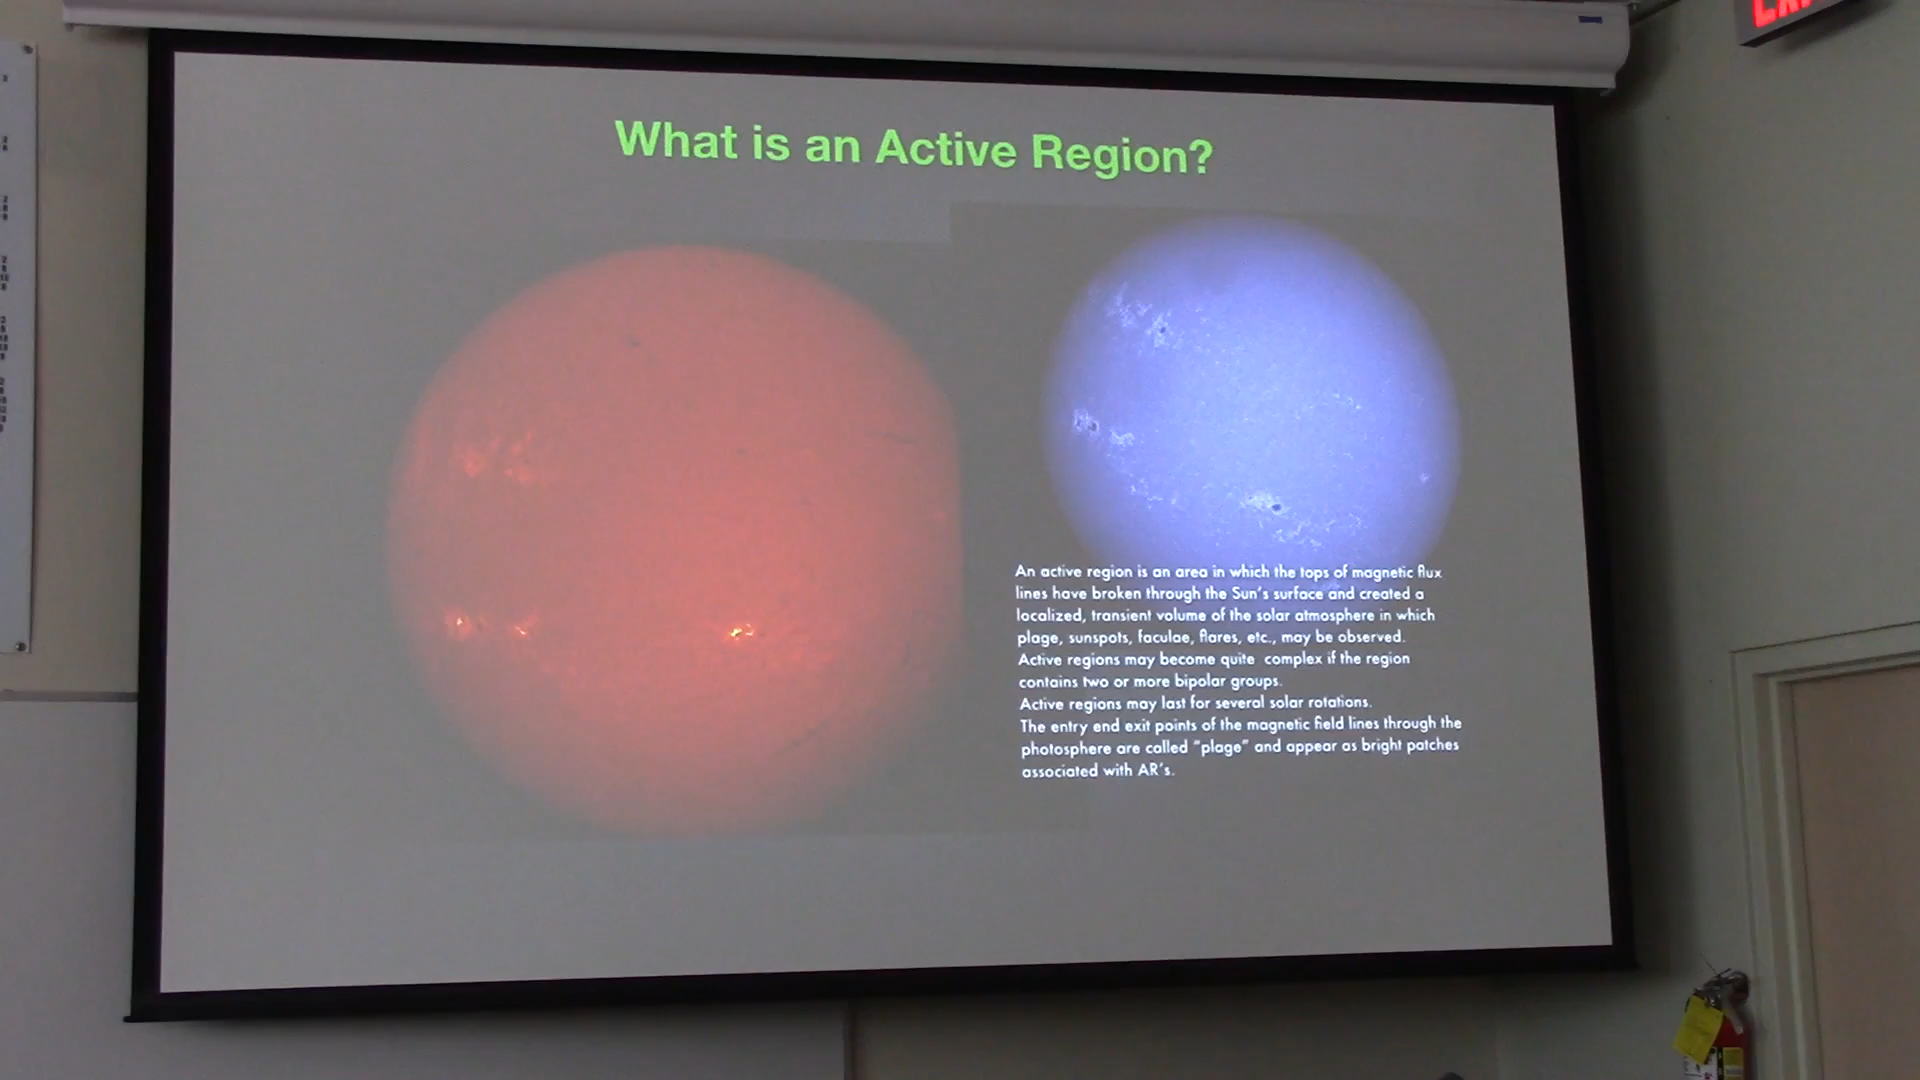 What is an Active Region?
An active region is an area in which the tops of magnetic flux
lines have broken through the Sun's surface and created a
localized, transient volume of the solar atmosphere in which
plage, sunspots, faculae, flares, etc., may be observed.
Active regions may become quite  complex if the region
contains two or more bipolar groups.
Active regions may last for several solar rotations.
The entry end exit points of the magnetic field lines through the
photosphere are called "plage" and appear as bright patches
associated with AR's.